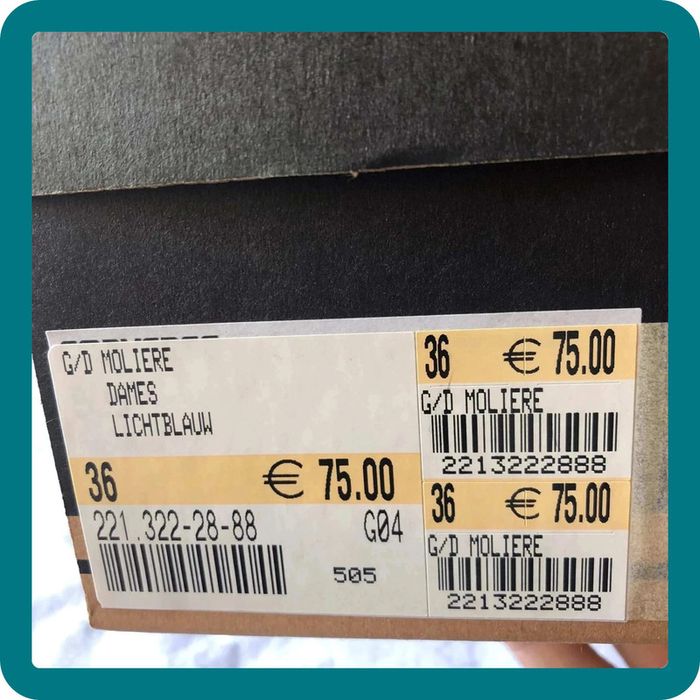 G/D MOLIERE
DAMES
LICHTBLAUW
36 € 75.00
221.322-28-88 G04
505
36 € 75.00
G/D MOLIERE
2213222888
36 € 75.00
G/D MOLIERE
2213222888